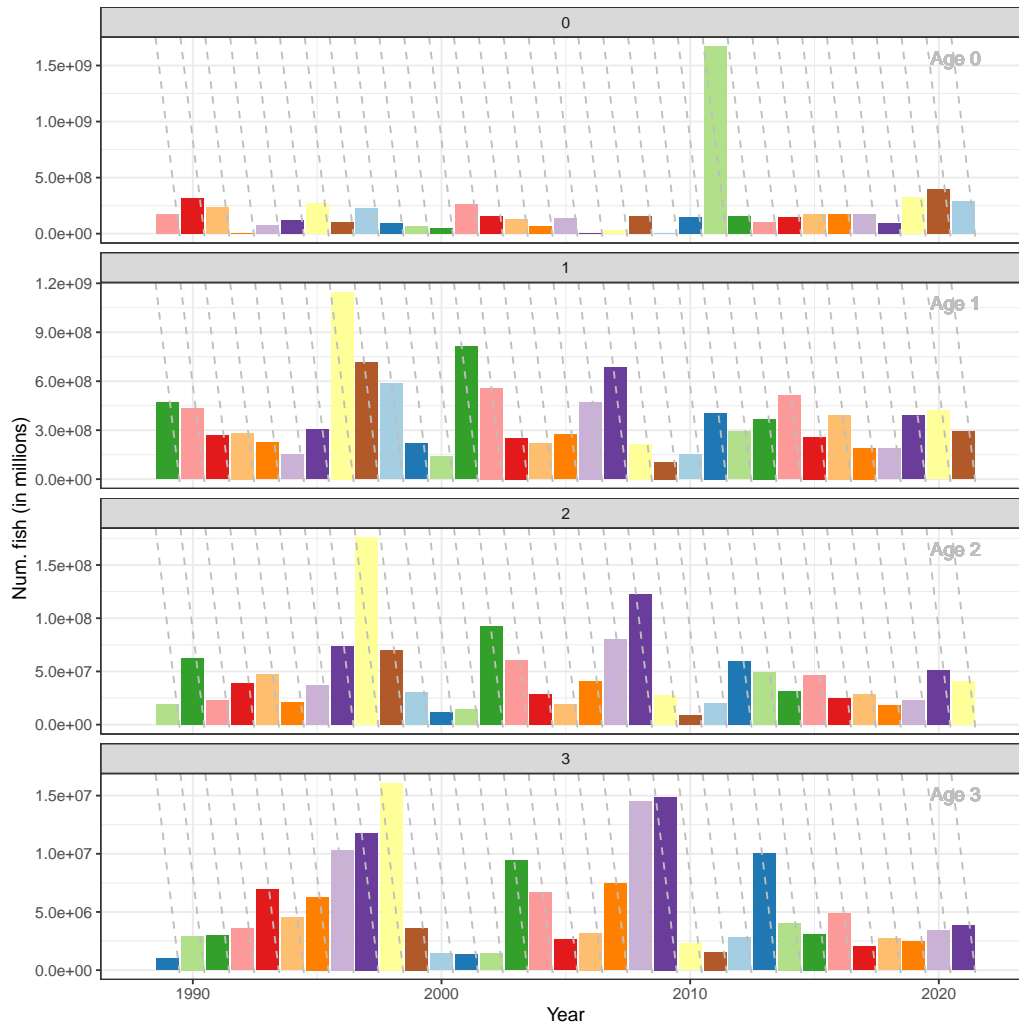 0
Age 0
1.5e+09
1.0e+09
5.0e+08
0.0e+00
1
Age 1
1.2e+09
9.0e+08
6.0e+08
3.0e+08
0.0e+00
2
Age 2
1.5e+08
1.0e+08
5.0e+07
0.0e+00
3
Age 3
1.5e+07
1.0e+07
5.0e+06
0.0e+00
Num. fish (in millions)
1990
2000
2010
2020
Year